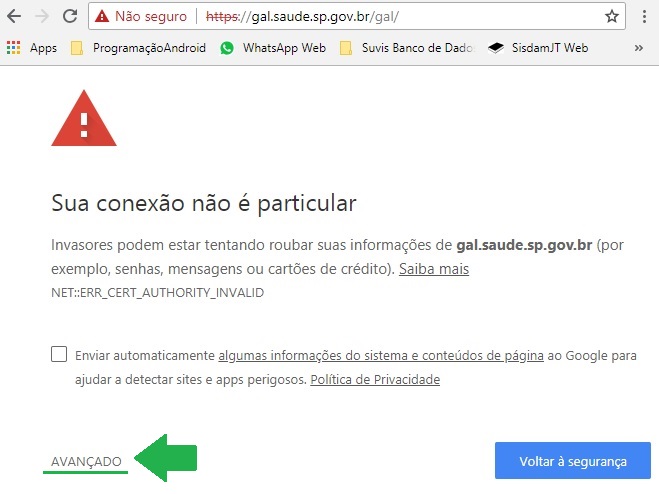 Não seguro https://gal.saude.sp.gov.br/gal/
Apps ProgramaçãoAndroid WhatsApp Web Suvis Banco de Dado SisdamJT Web »
Sua conexão não é particular
Invasores podem estar tentando roubar suas informações de gal.saude.sp.gov.br (por
exemplo, senhas, mensagens ou cartões de crédito). Saiba mais
NET::ERR_CERT_AUTHORITY_INVALID
Enviar automaticamente algumas informações do sistema e conteúdos de página ao Google para
ajudar a detectar sites e apps perigosos. Política de Privacidade
AVANÇADO Voltar à segurança